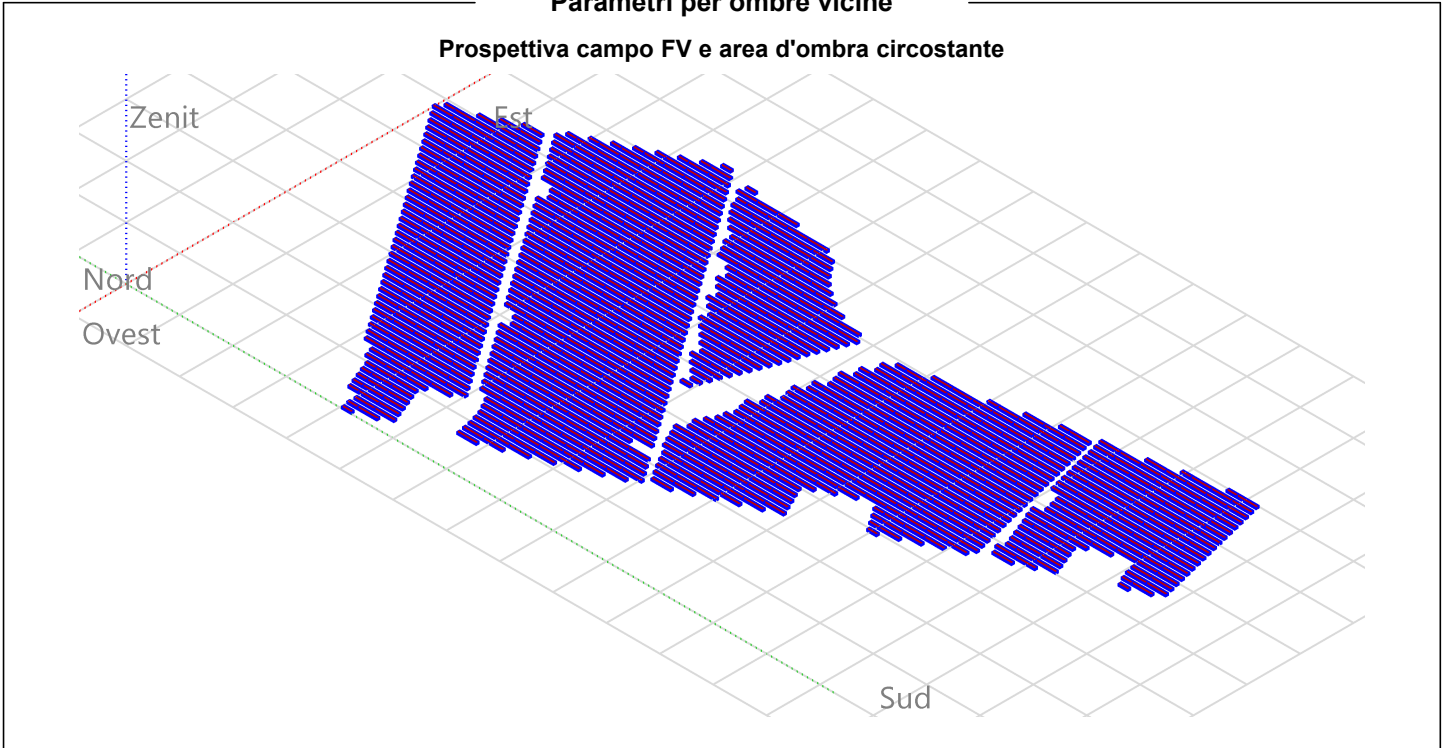 Parametri per ombre vicine
Prospettiva campo FV e area d'ombra circostante
Zenit
Est
Nord
Ovest
Sud